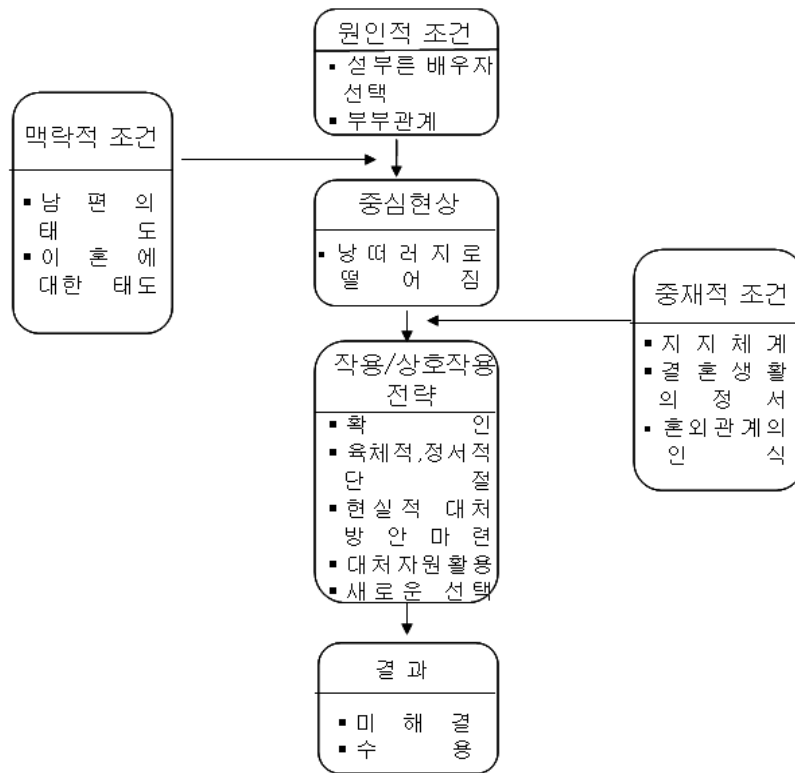 원인적 조건
▪ 섣부른 배우자
선택
▪ 부부관계
맥락적 조건
▪ 남 편 의
태 도
▪ 이 혼 에
대한 태도
중심현상
▪ 낭떠러지로
떨 어 짐
중재적 조건
▪ 지 지 체 계
▪ 결 혼 생 활
의 정 서
▪ 혼외관계의
인 식
작용/상호작용
전략
▪ 확 인
▪ 육체적,정서적
단 절
▪ 현실적 대처
방 안 마 련
▪ 대처자원활용
▪ 새로운 선택
결 과
▪ 미 해 결
▪ 수 용